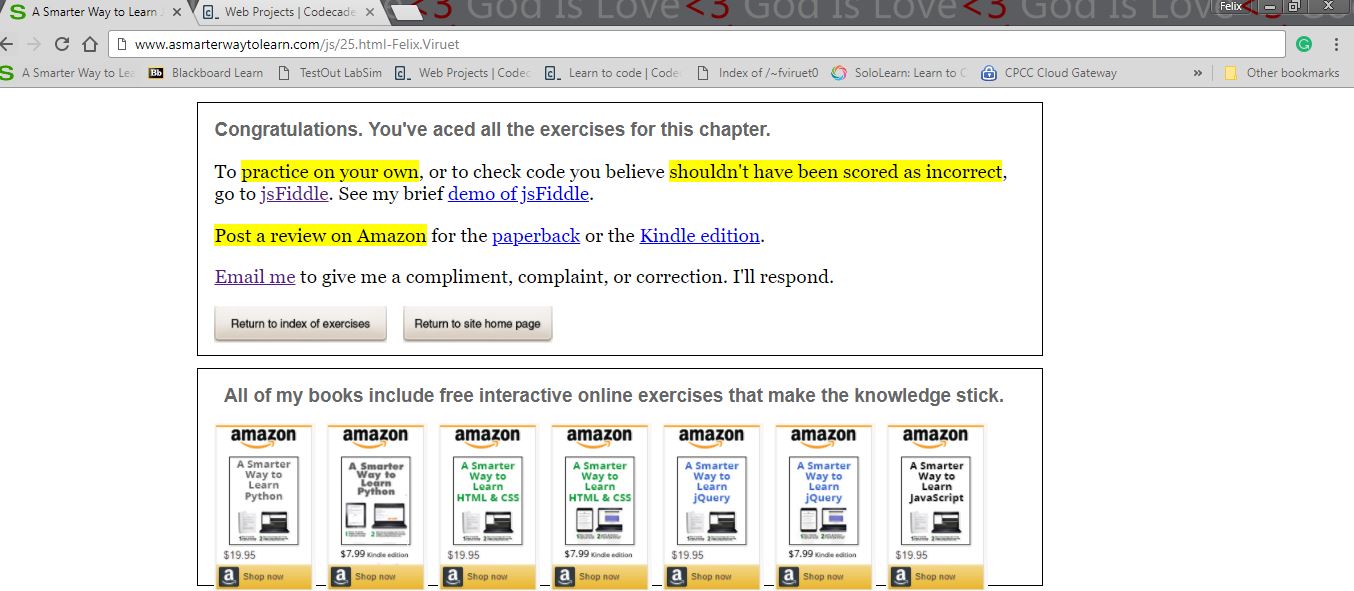 <3 God Is Love<3 God Is Love<3 God Is Love<3
A Smarter Way to Learn
Web Projects | Codecade
Felix
www.asmarterwaytolearn.com/js/25.html-Felix.Viruet
A Smarter Way to Lea
Blackboard Learn
TestOut LabSim
Web Projects | Codec
Learn to code | Code
Index of /~fviruet0
SoloLearn: Learn to C
CPCC Cloud Gateway
»
Other bookmarks
Congratulations. You've aced all the exercises for this chapter.
To practice on your own, or to check code you believe shouldn't have been scored as incorrect,
go to jsFiddle. See my brief demo of jsFiddle.
Post a review on Amazon for the paperback or the Kindle edition.
Email me to give me a compliment, complaint, or correction. I'll respond.
Return to index of exercises
Return to site home page
All of my books include free interactive online exercises that make the knowledge stick.
amazon
A Smarter
Way to
Learn
Python
$19.95
Shop now
amazon
A Smarter
Way to
Learn
Python
$7.99 Kindle edition
Shop now
amazon
A Smarter
Way to
Learn
HTML & CSS
$19.95
Shop now
amazon
A Smarter
Way to
Learn
HTML & CSS
$7.99 Kindle edition
Shop now
amazon
A Smarter
Way to
Learn
jQuery
$19.95
Shop now
amazon
A Smarter
Way to
Learn
jQuery
$7.99 Kindle edition
Shop now
amazon
A Smarter
Way to
Learn
JavaScript
$19.95
Shop now